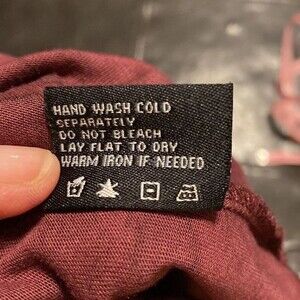 HAND WASH COLD
SEPARATELY
DO NOT BLEACH
LAY FLAT TO DRY
WARM IRON IF NEEDED